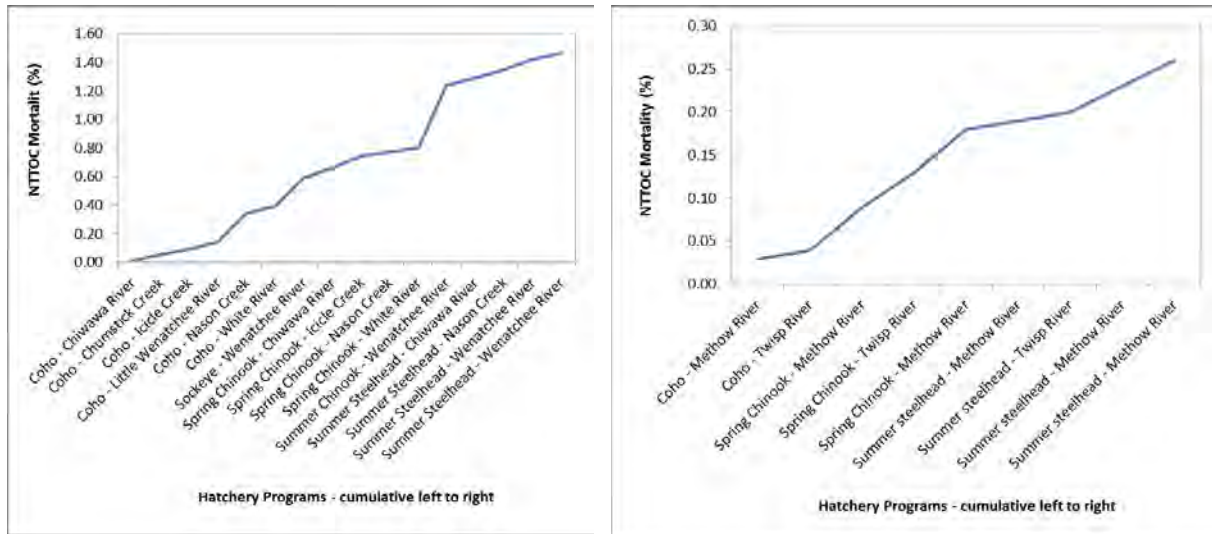 1.60
1.40
1.20
1.00
0.80
0.60
0.40
0.20
0.00
NTTOC Mortalit (%)
Coho - Chiwawa River
Coho - Chumstick Creek
Coho - Icicle Creek
Coho - Little Wenatchee River
Coho - Nason Creek
Coho - White River
Sockeye - Wenatchee River
Spring Chinook - Chiwawa River
Spring Chinook - Icicle Creek
Spring Chinook - Nason Creek
Spring Chinook - White River
Summer Chinook - Wenatchee River
Summer Steelhead - Chiwawa River
Summer Steelhead - Nason Creek
Summer Steelhead - Wenatchee River
Summer Steelhead - Wenatchee River
Hatchery Programs - cumulative left to right
0.30
0.25
0.20
0.15
0.10
0.05
0.00
NTTOC Mortality (%)
Coho - Methow River
Coho - Twisp River
Spring Chinook - Methow River
Spring Chinook - Twisp River
Spring Chinook - Methow River
Summer steelhead - Methow River
Summer steelhead - Twisp River
Summer steelhead - Methow River
Summer steelhead - Methow River
Hatchery Programs - cumulative left to right